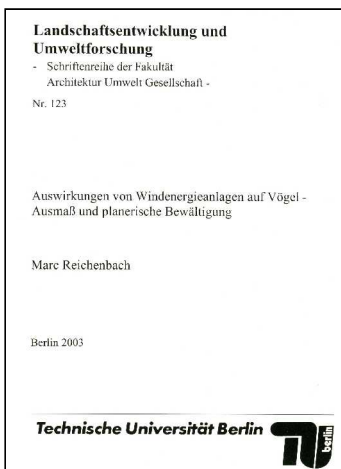 Landschaftsentwicklung und
Umweltforschung
- Schriftenreihe der Fakultät
Architektur Umwelt Gesellschaft -
Nr. 123
Auswirkungen von Windenergieanlagen auf Vögel -
Ausmaß und planerische Bewältigung
Marc Reichenbach
Berlin 2003
Technische Universität Berlin
berlin